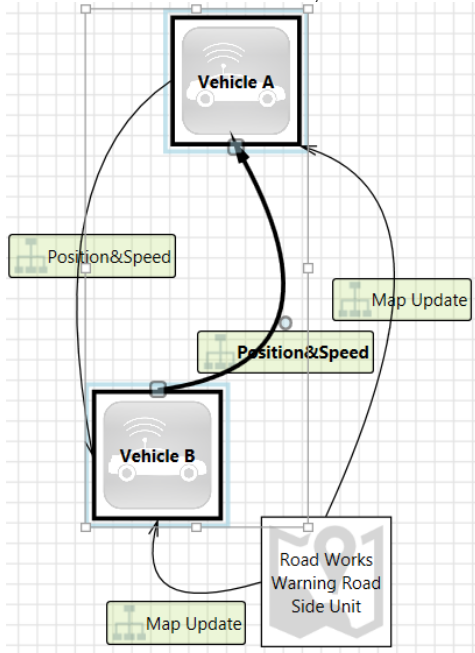 Vehicle A
Position&Speed
Map Update
Position&Speed
Vehicle B
Road Works
Warning Road
Side Unit
Map Update